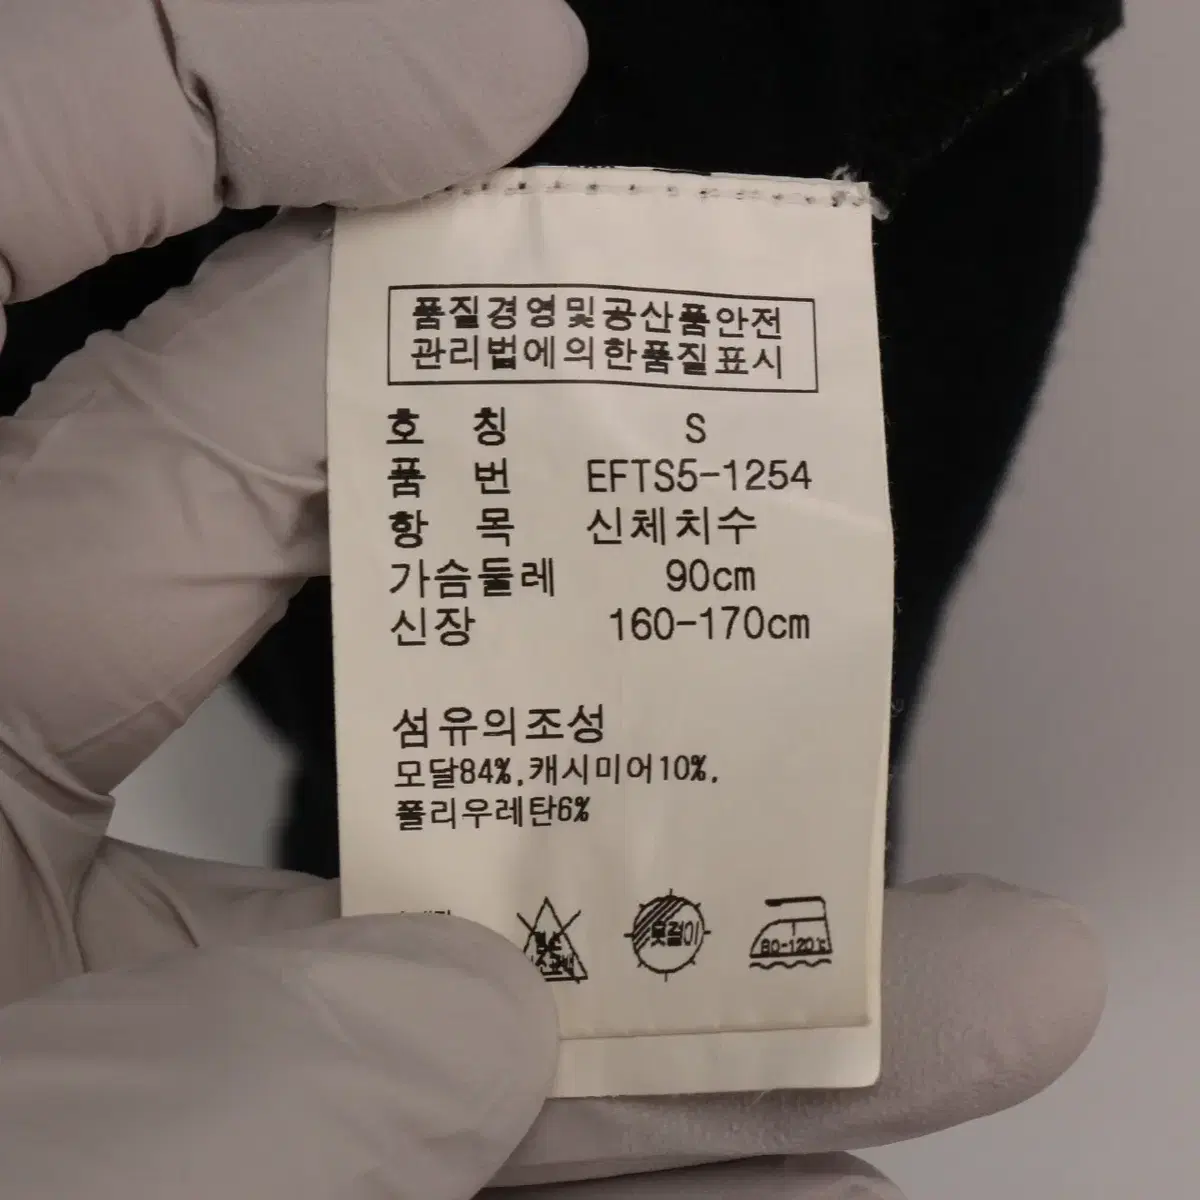 품질경영및공산품안전
관리법에의한품질표시
호 칭 S
품 번 EFTS5-1254
항 목 신체치수
가슴둘레 90cm
신장 160-170cm
섬유의조성
모달84%,캐시미어10%,
폴리우레탄6%
옷걸이
80-120℃